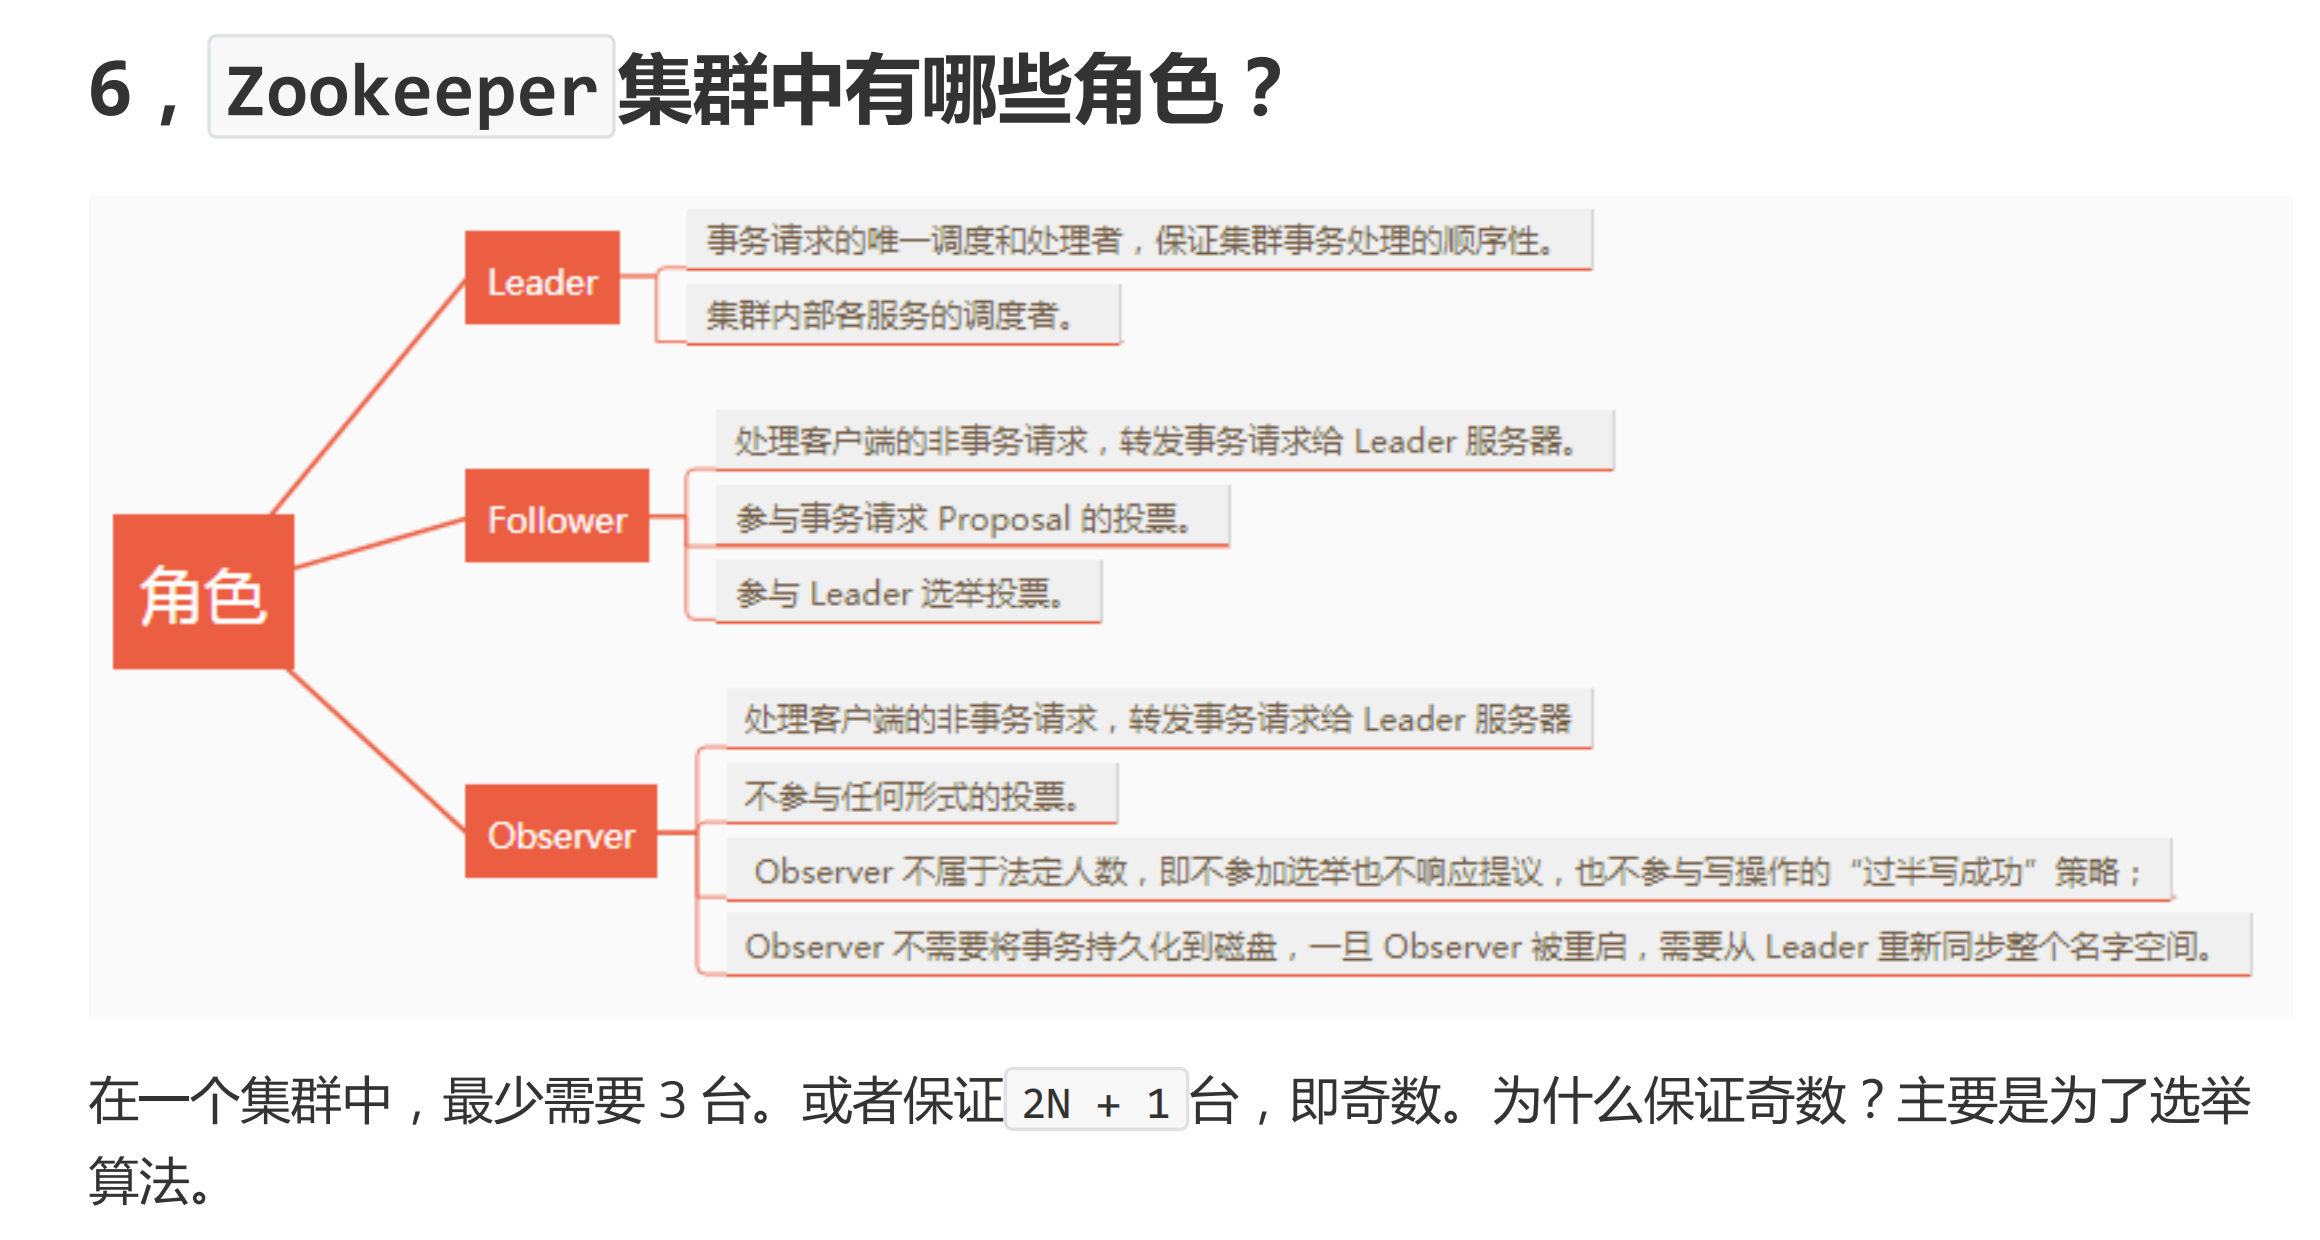 6，Zookeeper集群中有哪些角色？
事务请求的唯一调度和处理者，保证集群事务处理的顺序性。
Leader
集群内部各服务的调度者。
处理客户端的非事务请求，转发事务请求给 Leader 服务器。
Follower
参与事务请求 Proposal 的投票。
参与 Leader 选举投票。
角色
处理客户端的非事务请求，转发事务请求给 Leader 服务器
不参与任何形式的投票。
Observer
Observer 不属于法定人数，即不参加选举也不响应提议，也不参与写操作的“过半写成功”策略；
Observer 不需要将事务持久化到磁盘，一旦 Observer 被重启，需要从 Leader 重新同步整个名字空间。
在一个集群中，最少需要 3 台。或者保证2N + 1台，即奇数。为什么保证奇数？主要是为了选举
算法。